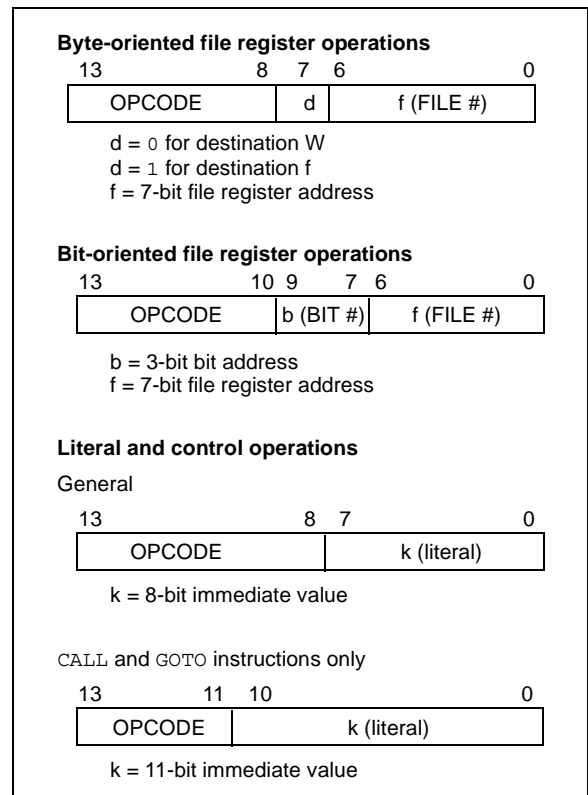 Byte-oriented file register operations
13 8 7 6 0
OPCODE d f (FILE #)
d = 0 for destination W
d = 1 for destination f
f = 7-bit file register address
Bit-oriented file register operations
13 10 9 7 6 0
OPCODE b (BIT #) f (FILE #)
b = 3-bit bit address
f = 7-bit file register address
Literal and control operations
General
13 8 7 0
OPCODE k (literal)
k = 8-bit immediate value
CALL and GOTO instructions only
13 11 10 0
OPCODE k (literal)
k = 11-bit immediate value